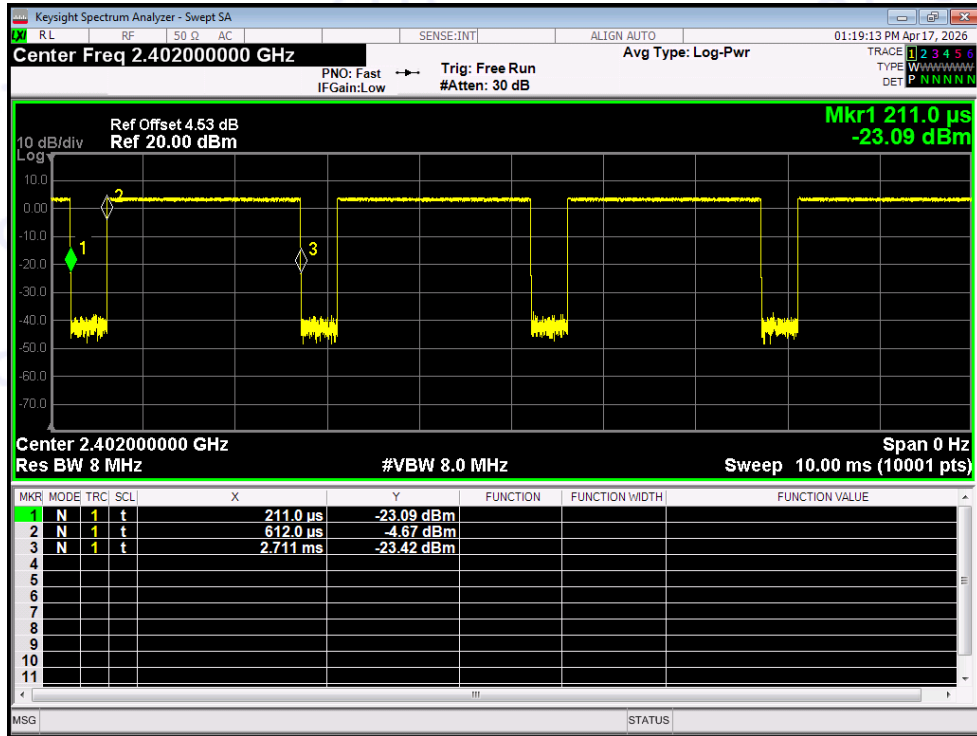 Keysight Spectrum Analyzer - Swept SA
LXI RL RF 50 Ω AC SENSE:INT ALIGN AUTO 01:19:13 PM Apr 17, 2026
Center Freq 2.402000000 GHz Avg Type: Log-Pwr TRACE 1 2 3 4 5 6
PNO: Fast Trig: Free Run TYPE WWWWWW
IFGain:Low #Atten: 30 dB DET P N N N N N
Mkr1 211.0 µs
Ref Offset 4.53 dB
10 dB/div Ref 20.00 dBm -23.09 dBm
Log
10.0
0.00
-10.0
-20.0
-30.0
-40.0
-50.0
-60.0
-70.0
2
1
3
Center 2.402000000 GHz Span 0 Hz
Res BW 8 MHz #VBW 8.0 MHz Sweep 10.00 ms (10001 pts)
MKR MODE TRC SCL X Y FUNCTION FUNCTION WIDTH FUNCTION VALUE
1 N 1 t 211.0 µs -23.09 dBm
2 N 1 t 612.0 µs -4.67 dBm
3 N 1 t 2.711 ms -23.42 dBm
4
5
6
7
8
9
10
11
MSG STATUS